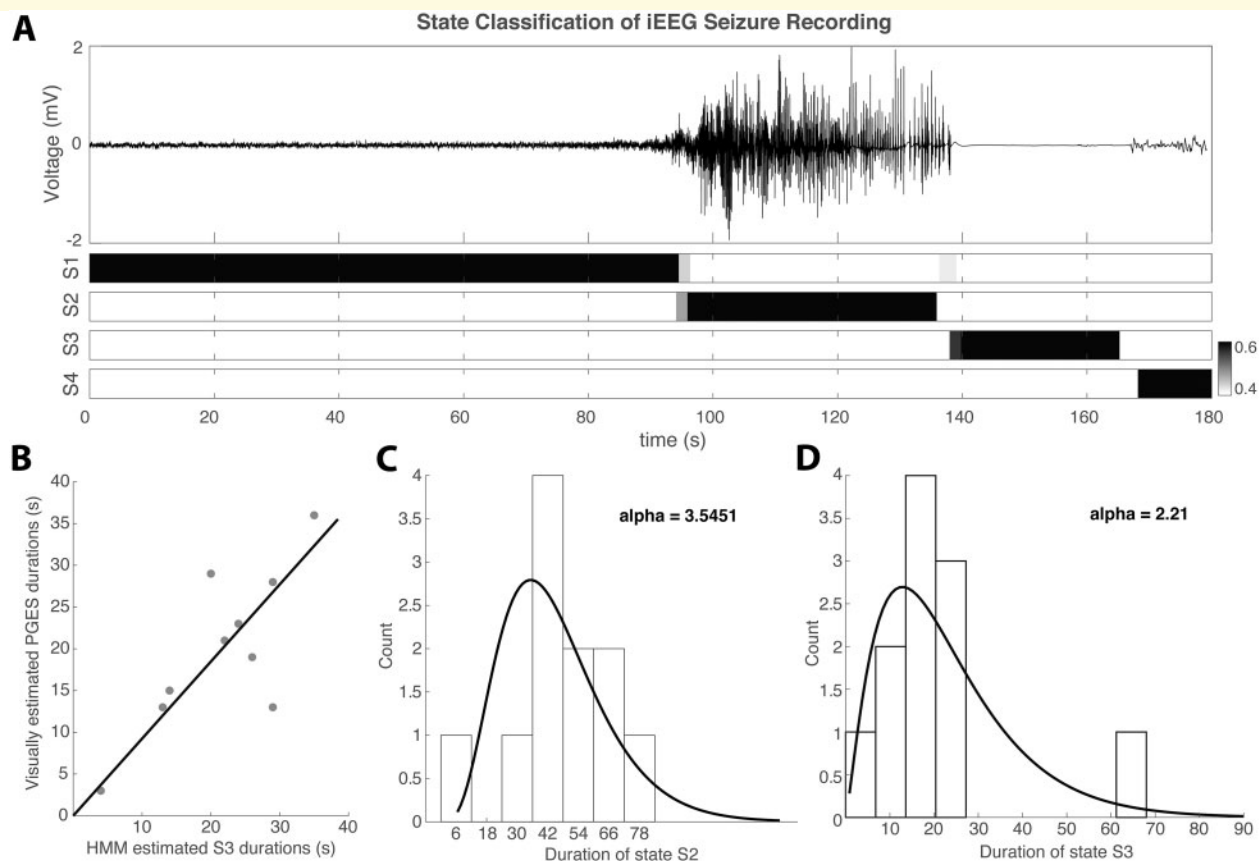 A
State Classification of iEEG Seizure Recording
Voltage (mV)
2
0
-2
S1
S2
S3
S4
0.6
0.4
0 20 40 60 80 100 120 140 160 180
time (s)
B
Visually estimated PGES durations (s)
40
35
30
25
20
15
10
5
0
10 20 30 40
HMM estimated S3 durations (s)
C
alpha = 3.5451
Count
4
3.5
3
2.5
2
1.5
1
0.5
0
6 18 30 42 54 66 78
Duration of state S2
D
alpha = 2.21
Count
4
3.5
3
2.5
2
1.5
1
0.5
0
10 20 30 40 50 60 70 80 90
Duration of state S3